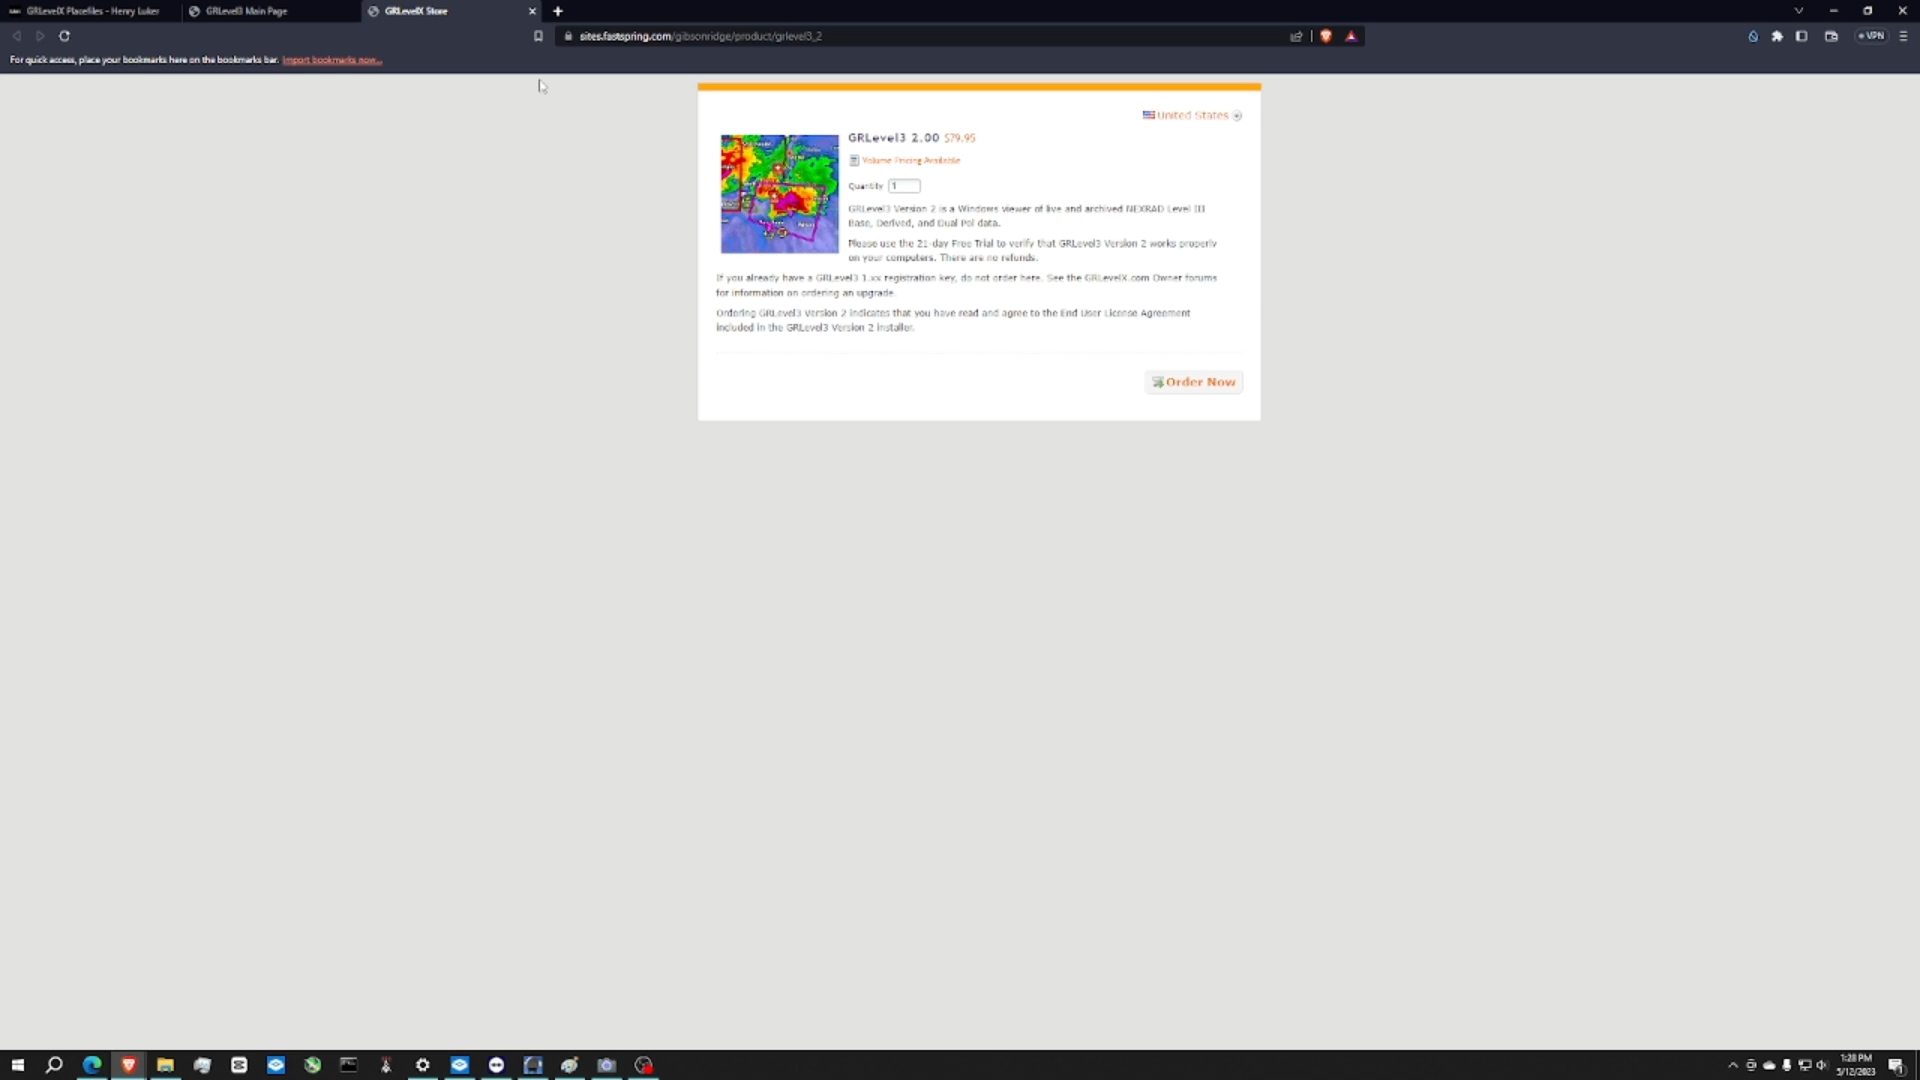 GRLevelX Placefiles - Henry Luker
GRLevel3 Main Page
GRLevelX Store
sites.fastspring.com/gibsonridge/product/grlevel3_2
VPN
For quick access, place your bookmarks here on the bookmarks bar. Import bookmarks now...
United States
GRLevel3 2.00 $79.95
Volume Pricing Available
Quantity 1
GRLevel3 Version 2 is a Windows viewer of live and archived NEXRAD Level III
Base, Derived, and Dual Pol data.
Please use the 21-day Free Trial to verify that GRLevel3 Version 2 works properly
on your computers. There are no refunds.
If you already have a GRLevel3 1.xx registration key, do not order here. See the GRLevelX.com Owner forums
for information on ordering an upgrade.
Ordering GRLevel3 Version 2 indicates that you have read and agree to the End User License Agreement
included in the GRLevel3 Version 2 installer.
Order Now
1:28 PM
5/12/2023